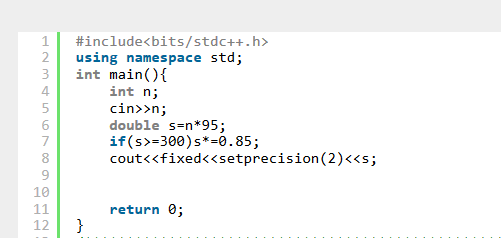 1 #include<bits/stdc++.h>
2 using namespace std;
3 int main(){
4     int n;
5     cin>>n;
6     double s=n*95;
7     if(s>=300)s*=0.85;
8     cout<<fixed<<setprecision(2)<<s;
9
10
11     return 0;
12 }